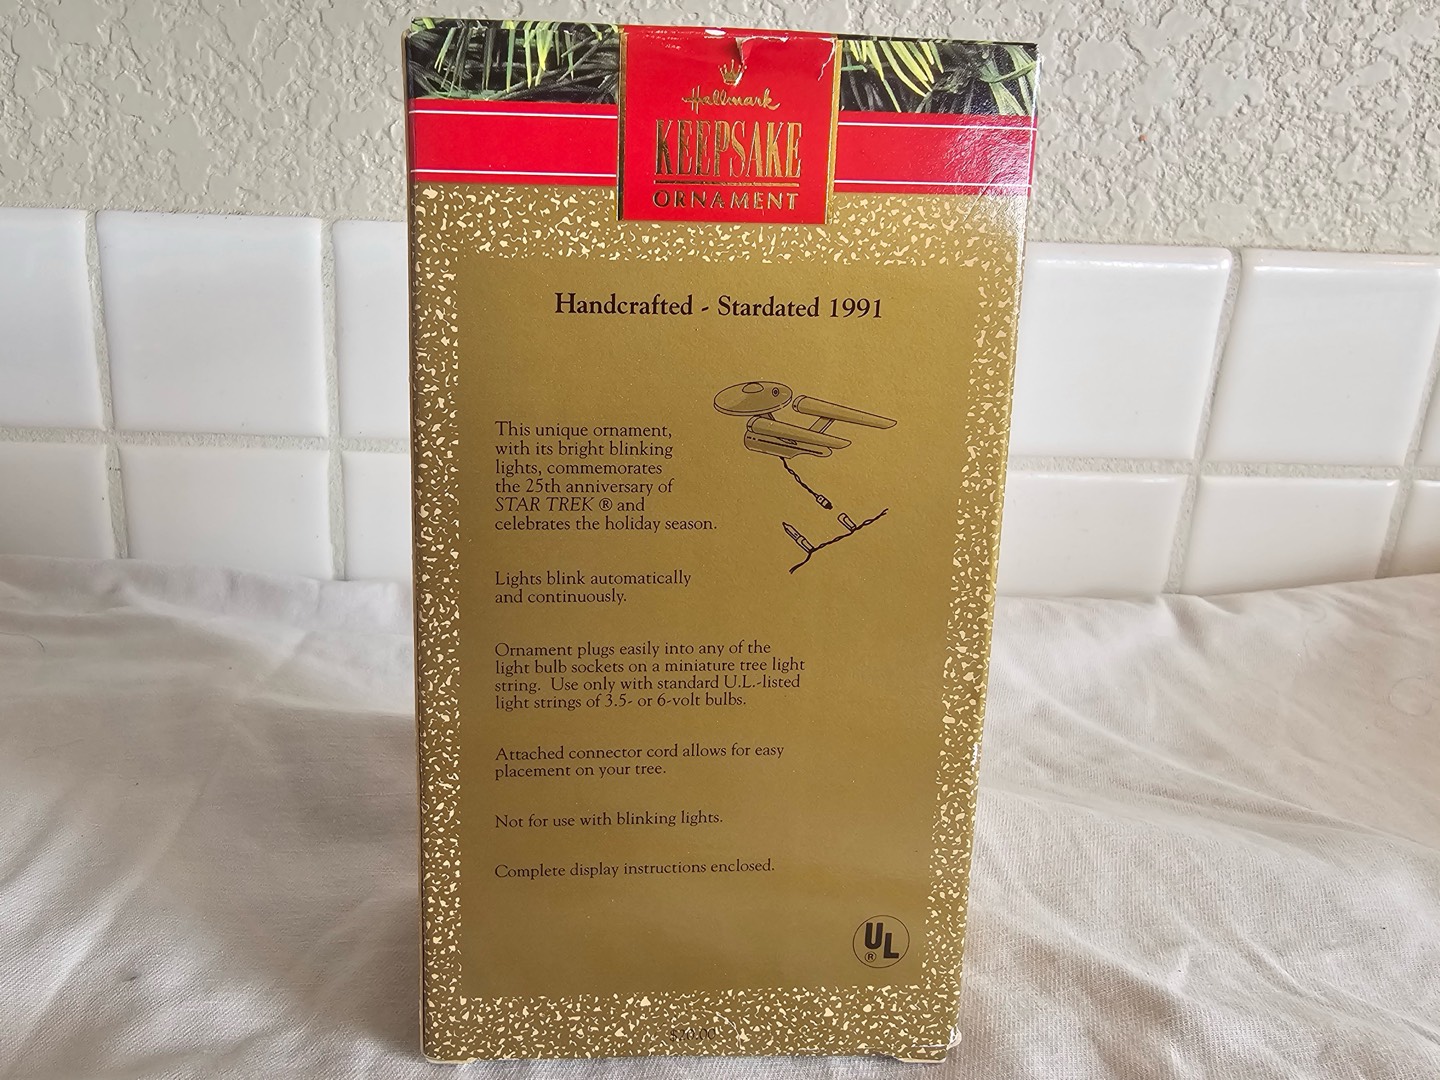 Hallmark
KEEPSAKE
ORNAMENT
Handcrafted - Stardated 1991
This unique ornament,
with its bright blinking
lights, commemorates
the 25th anniversary of
STAR TREK ® and
celebrates the holiday season.
Lights blink automatically
and continuously.
Ornament plugs easily into any of the
light bulb sockets on a miniature tree light
string.  Use only with standard U.L.-listed
light strings of 3.5- or 6-volt bulbs.
Attached connector cord allows for easy
placement on your tree.
Not for use with blinking lights.
Complete display instructions enclosed.
UL
®
$20.00